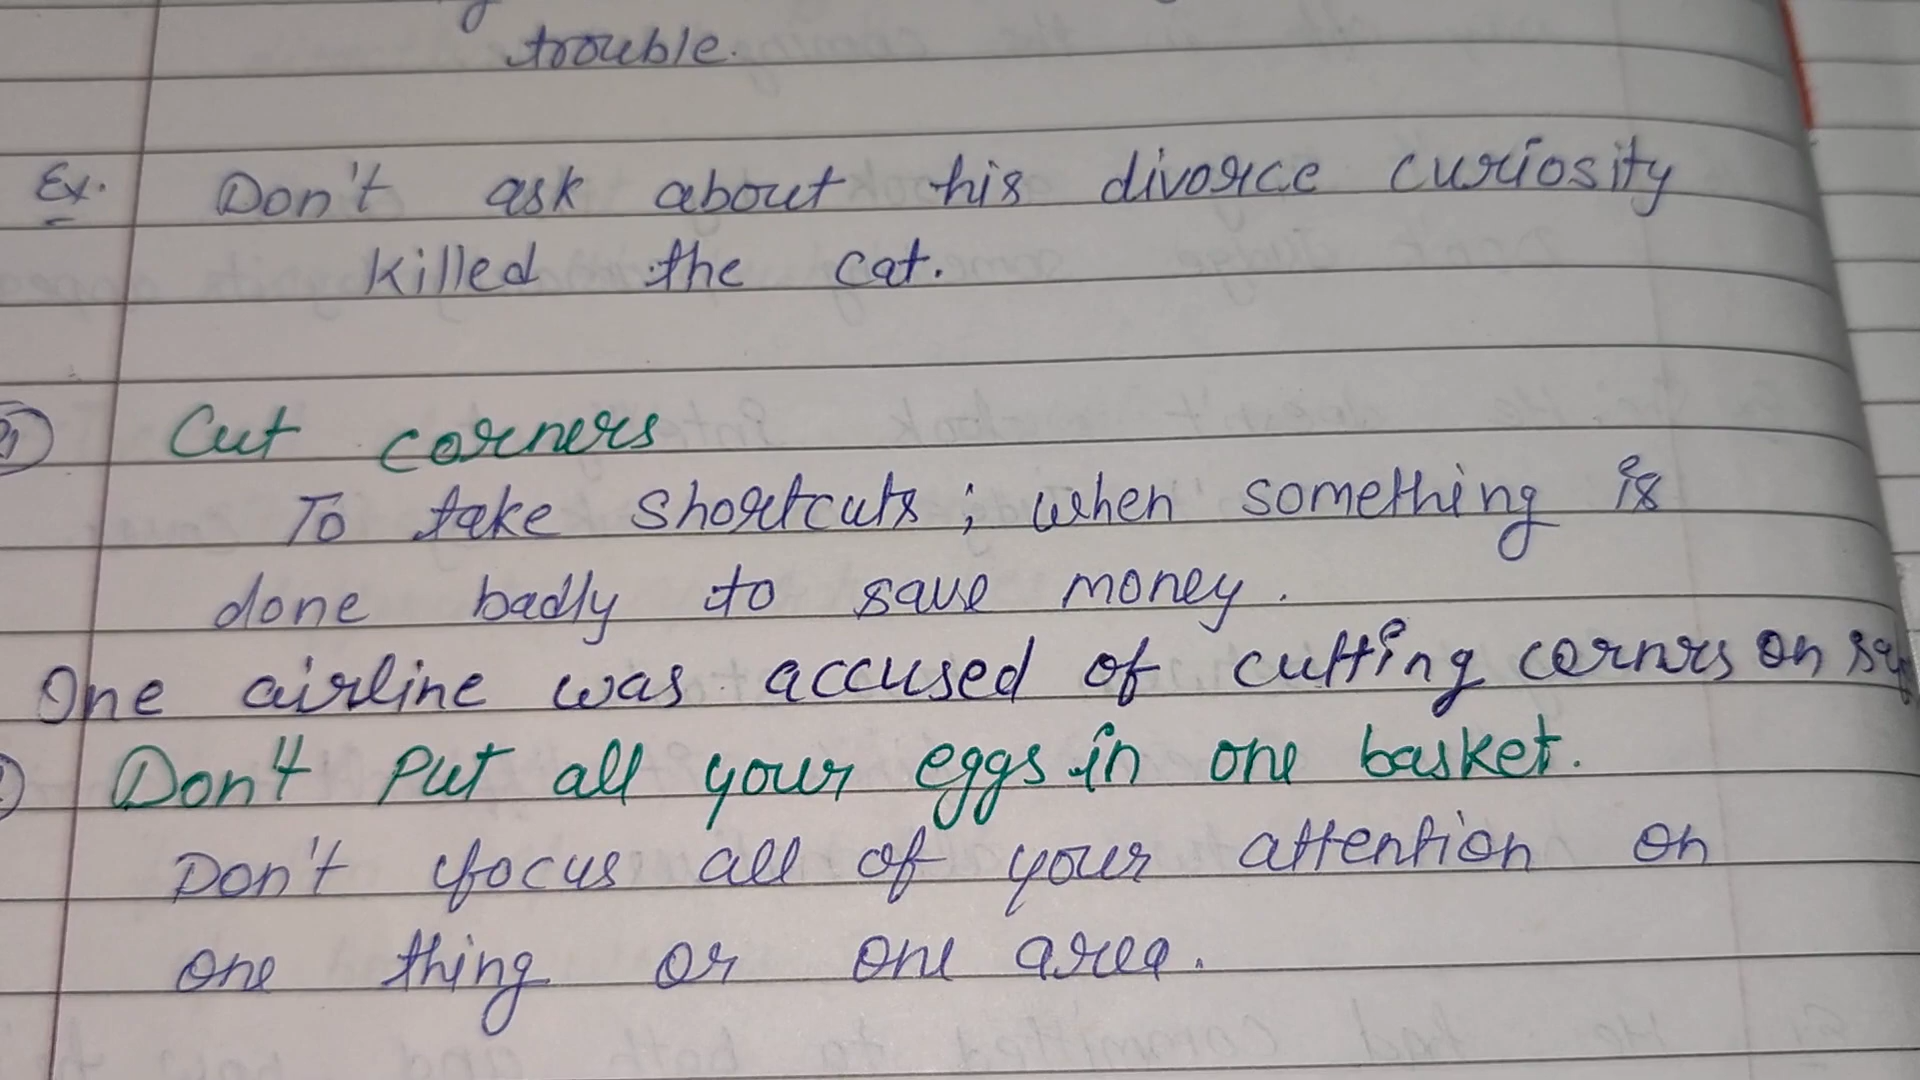 trouble.
Ex. Don't ask about his divorce curiosity
killed the cat.
Cut corners
To take shortcuts; when something is
done badly to save money.
One airline was accused of cutting corners on
Don't Put all your eggs in one basket.
Don't focus all of your attention on
one thing or one area.